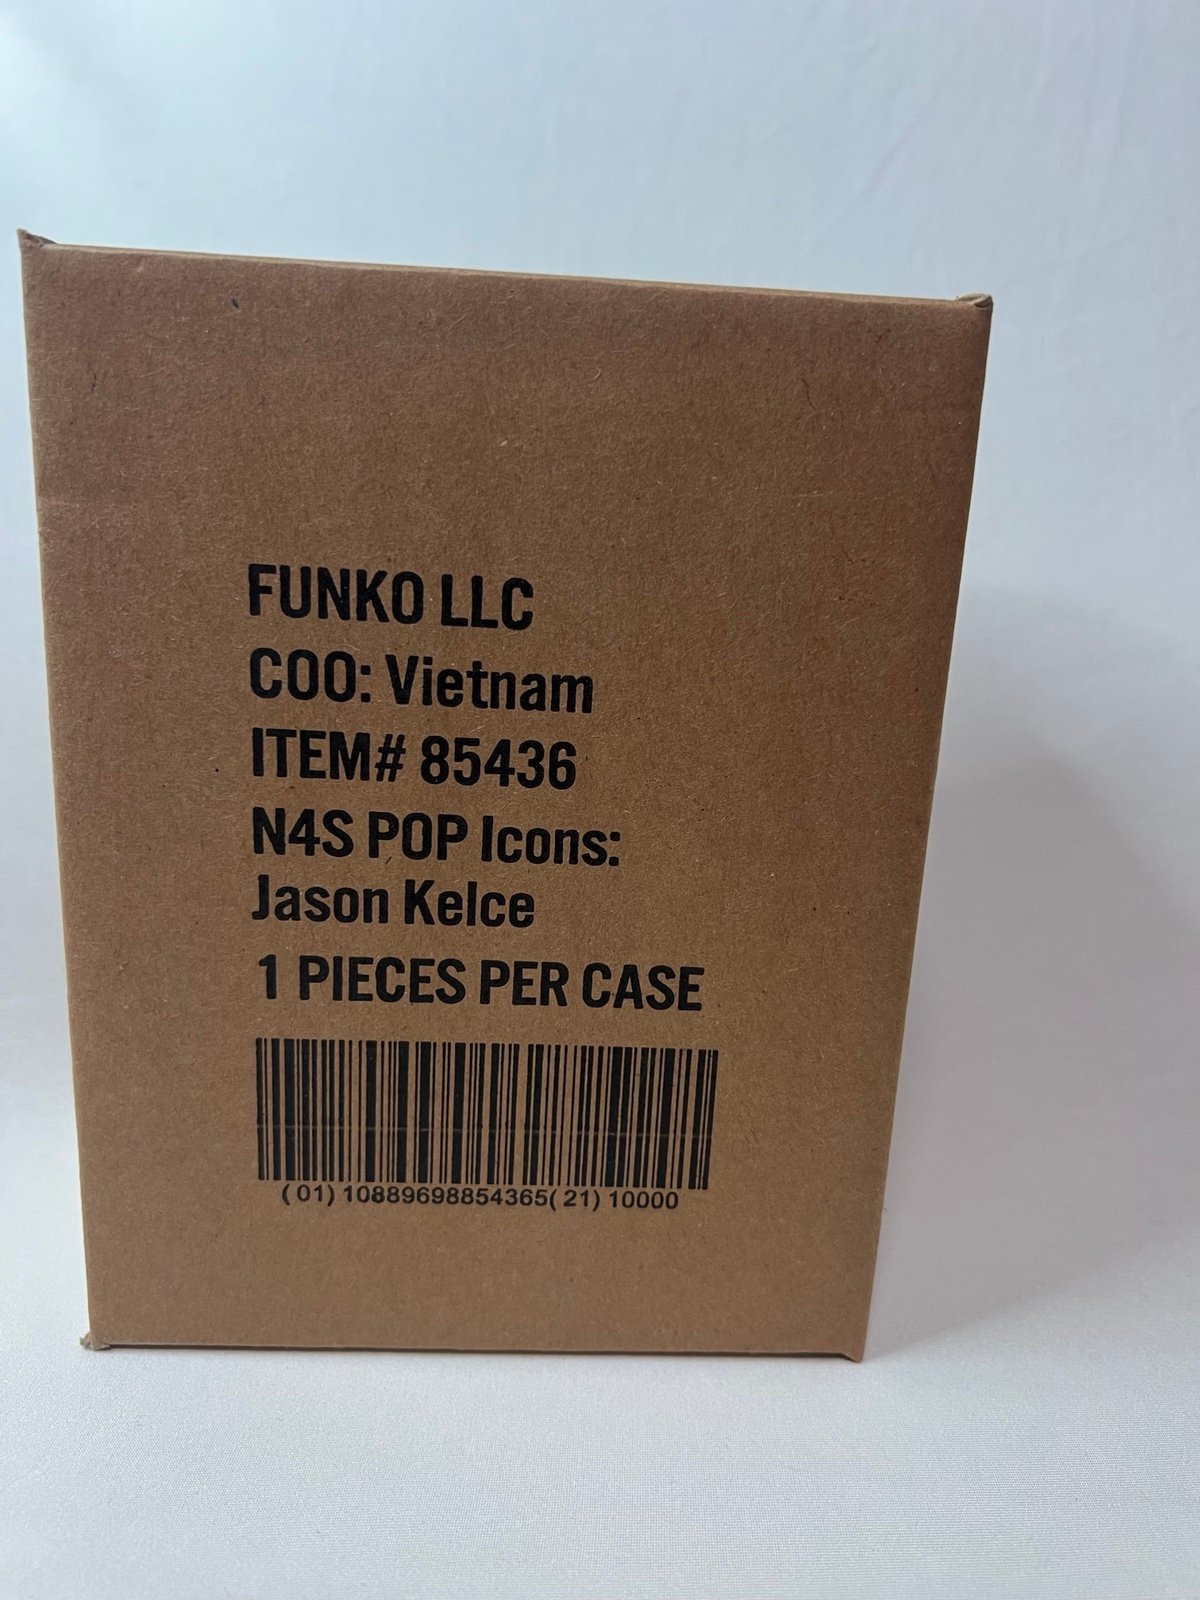 FUNKO LLC
COO: Vietnam
ITEM# 85436
N4S POP Icons:
Jason Kelce
1 PIECES PER CASE
(01) 10889698854365(21) 10000